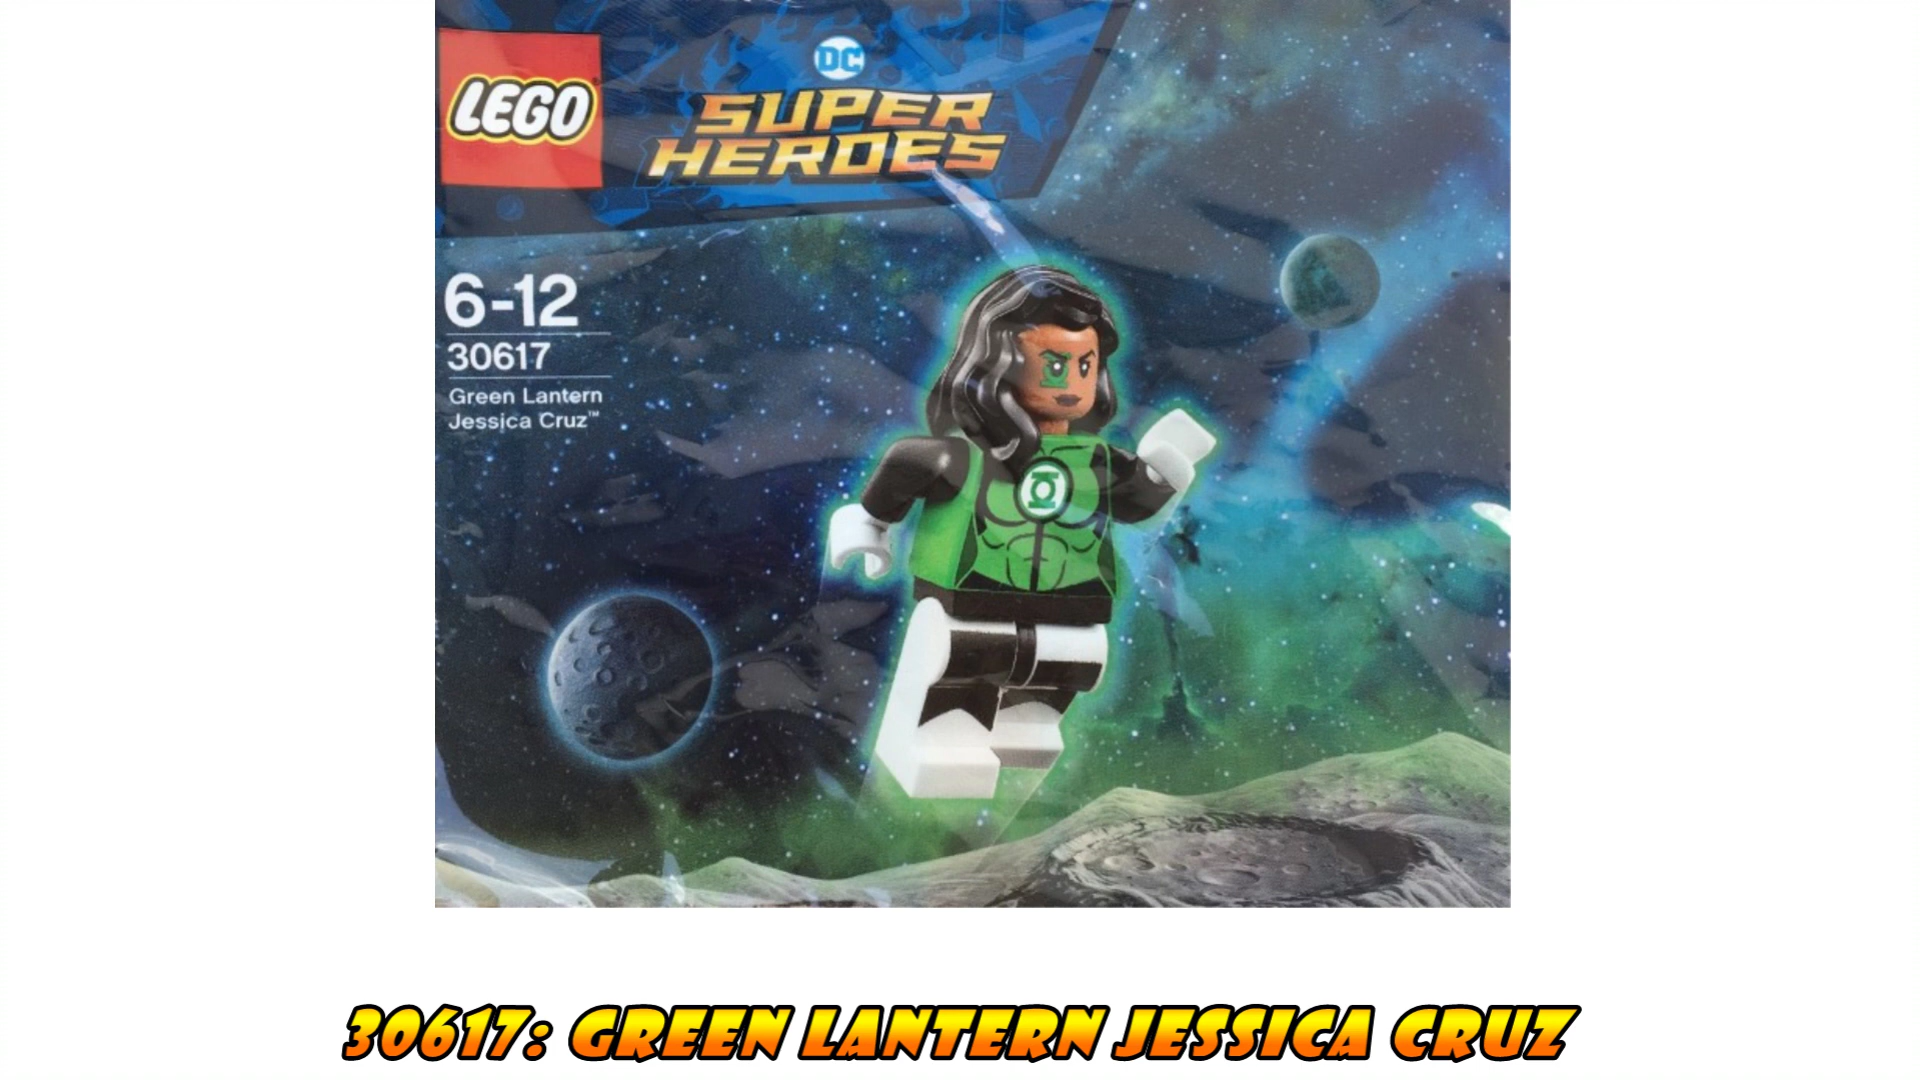 LEGO
DC
SUPER
HEROES
6-12
30617
Green Lantern
Jessica Cruz™
30617: GREEN LANTERN JESSICA CRUZ